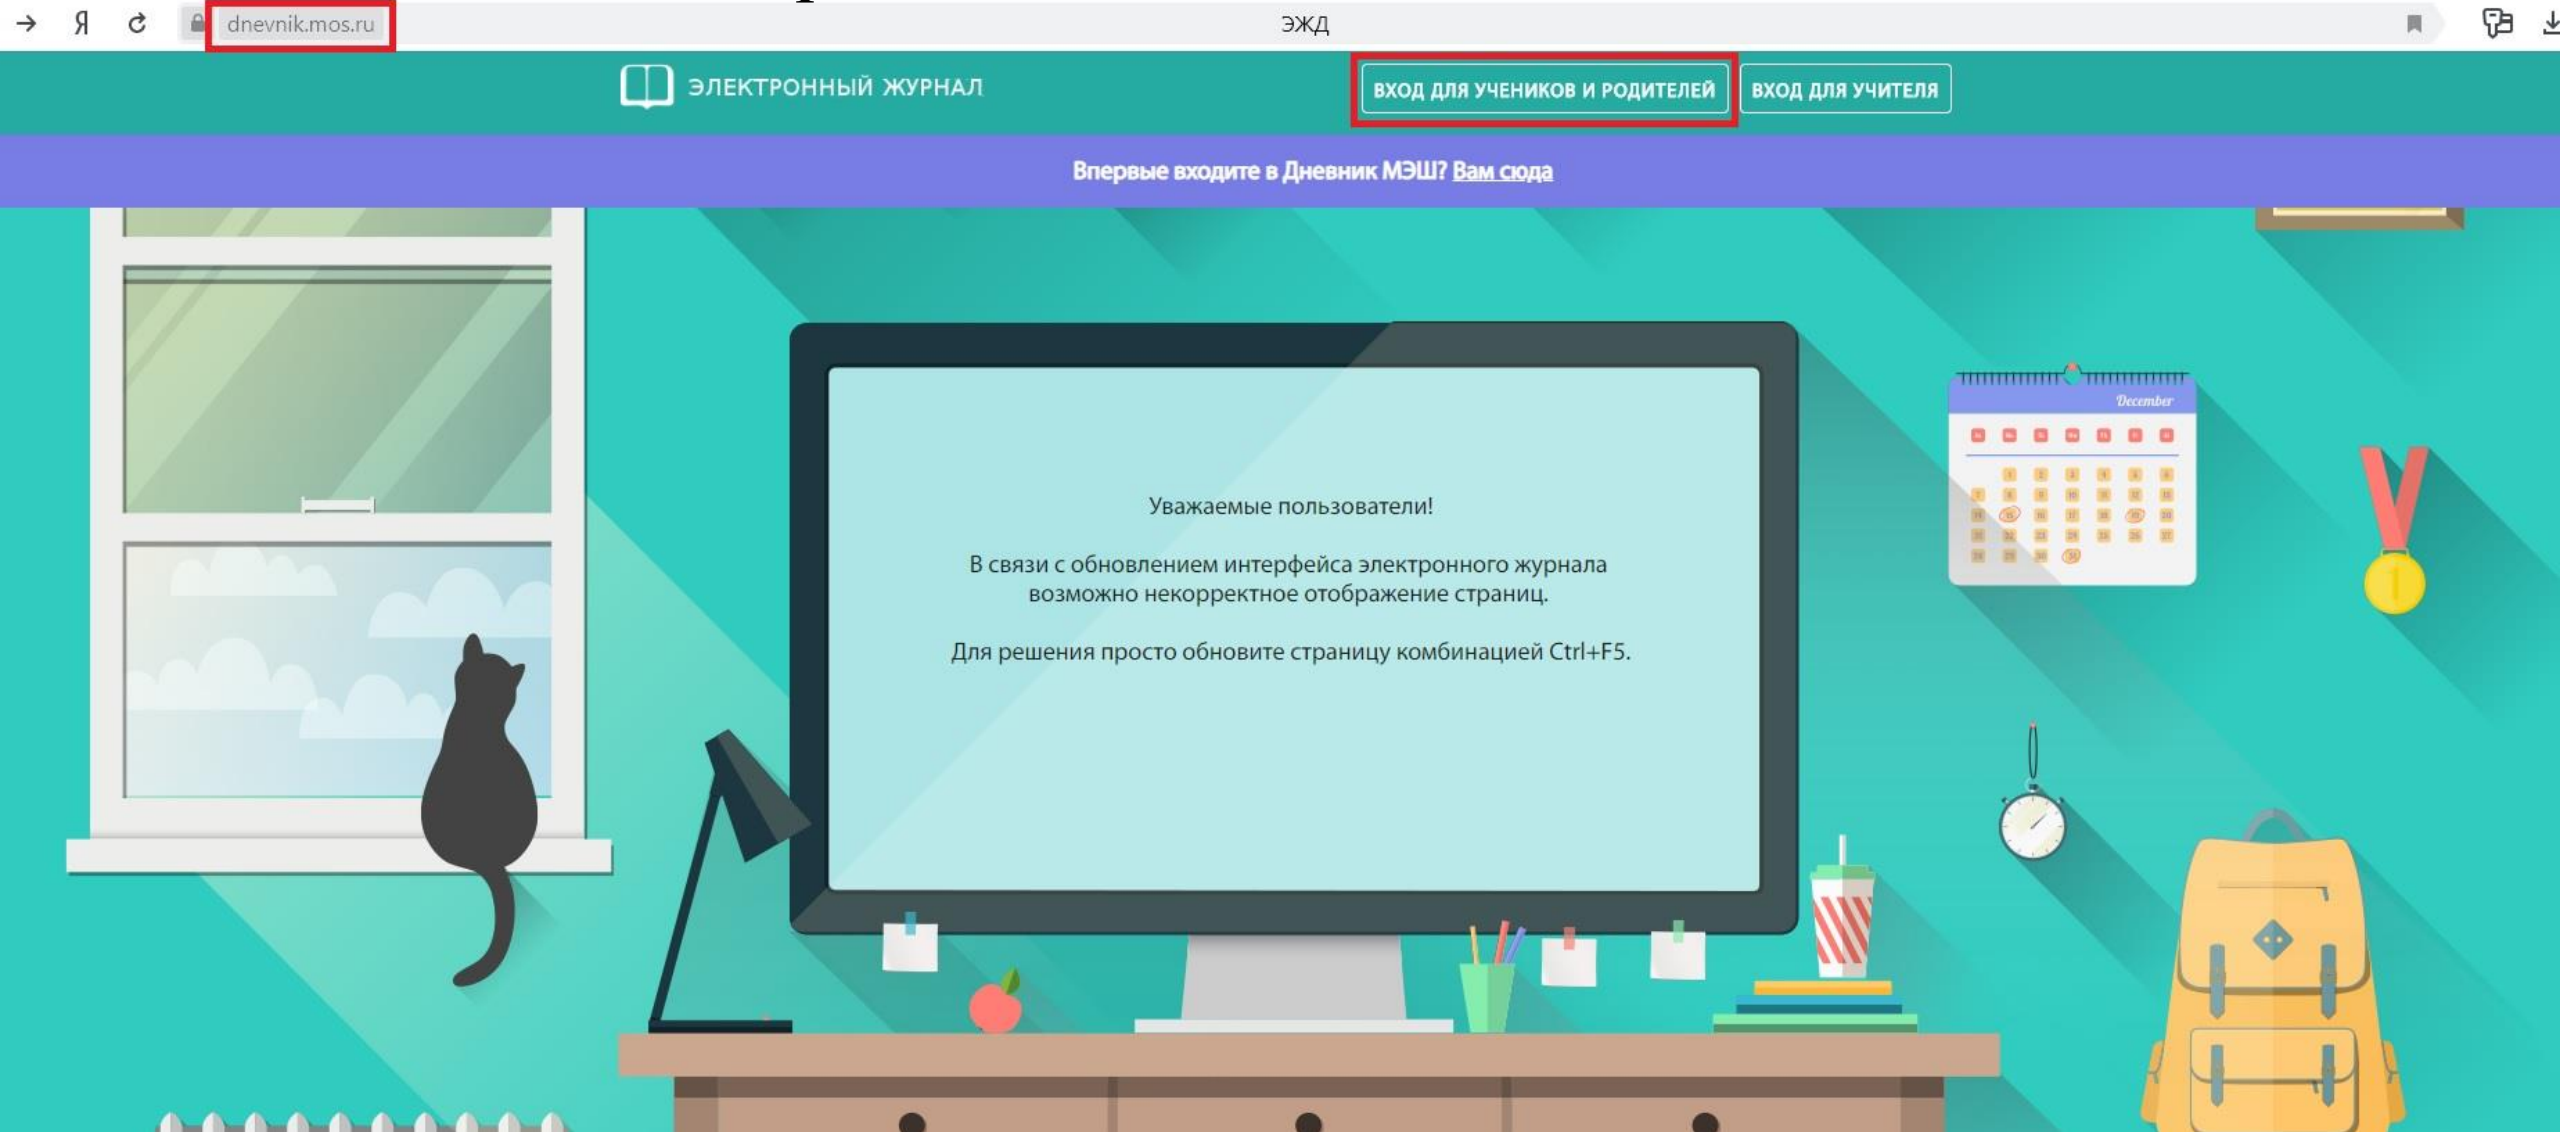 Я dnevnik.mos.ru ЭЖД
ЭЛЕКТРОННЫЙ ЖУРНАЛ ВХОД ДЛЯ УЧЕНИКОВ И РОДИТЕЛЕЙ ВХОД ДЛЯ УЧИТЕЛЯ
Впервые входите в Дневник МЭШ? Вам сюда
December
Уважаемые пользователи!
В связи с обновлением интерфейса электронного журнала
возможно некорректное отображение страниц.
Для решения просто обновите страницу комбинацией Ctrl+F5.
1